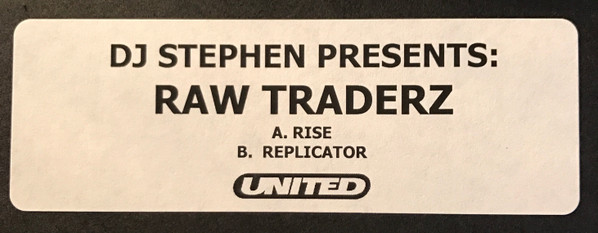 DJ STEPHEN PRESENTS:
RAW TRADERZ
A. RISE
B. REPLICATOR
UNITED